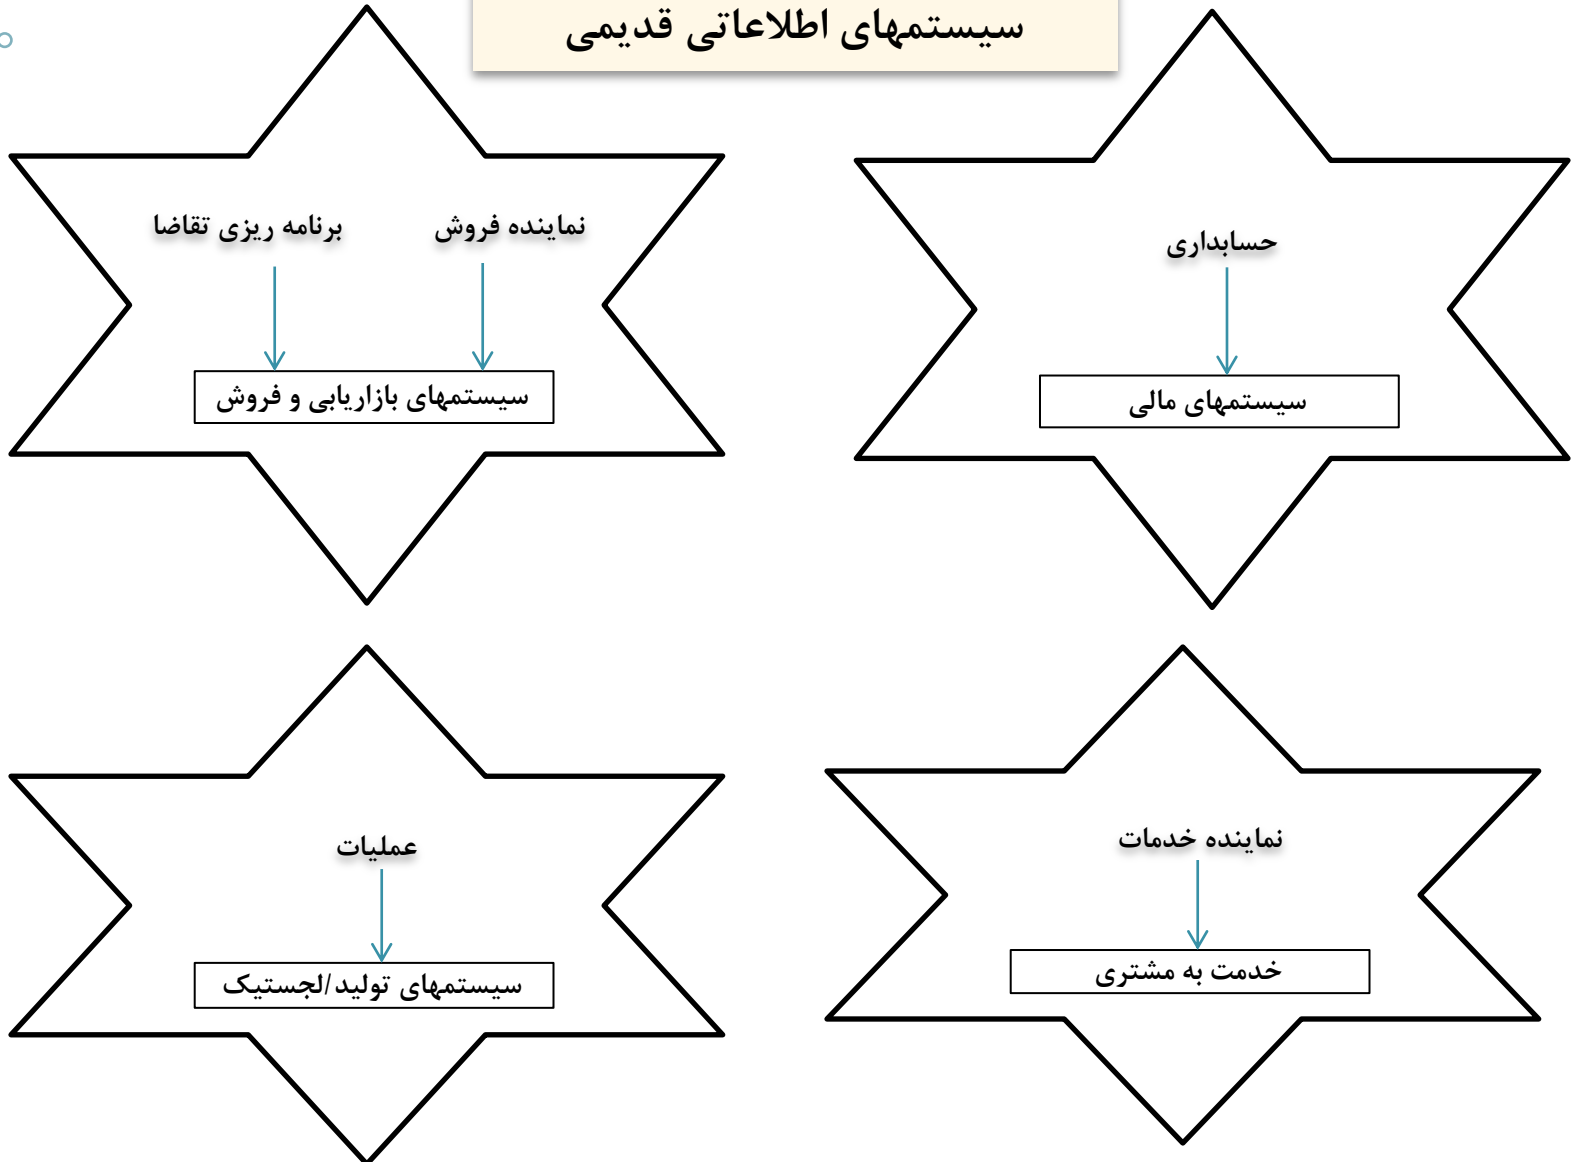 سیستمهای اطلاعاتی قدیمی
حسابداری
سیستمهای مالی
نماینده فروش
برنامه ریزی تقاضا
سیستمهای بازاریابی و فروش
نماینده خدمات
خدمت به مشتری
عملیات
سیستمهای تولید/لجستیک